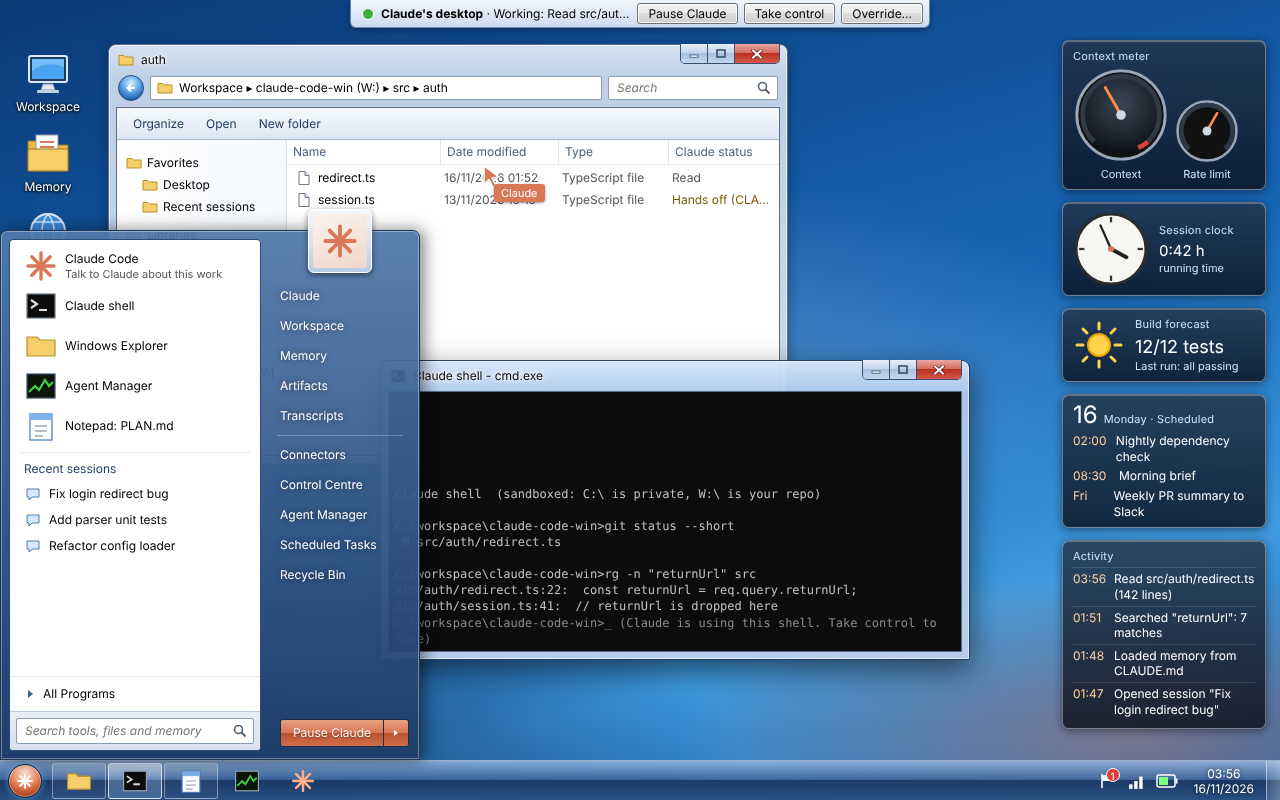 Claude's desktop · Working: Read src/aut...
Pause Claude
Take control
Override...
Workspace
Memory
auth
Workspace ▸ claude-code-win (W:) ▸ src ▸ auth
Search
Organize
Open
New folder
Favorites
Desktop
Recent sessions
Name
Date modified
Type
Claude status
redirect.ts
01:52
TypeScript file
Read
session.ts
TypeScript file
Hands off (CLA...
Claude
Claude Code
Talk to Claude about this work
Claude shell
Windows Explorer
Agent Manager
Notepad: PLAN.md
Recent sessions
Fix login redirect bug
Add parser unit tests
Refactor config loader
All Programs
Search tools, files and memory
Claude
Workspace
Memory
Artifacts
Transcripts
Connectors
Control Centre
Agent Manager
Scheduled Tasks
Recycle Bin
Pause Claude
Claude shell - cmd.exe
Claude shell (sandboxed: C:\ is private, W:\ is your repo)
C:\workspace\claude-code-win>git status --short
M src/auth/redirect.ts
C:\workspace\claude-code-win>rg -n "returnUrl" src
src/auth/redirect.ts:22: const returnUrl = req.query.returnUrl;
src/auth/session.ts:41: // returnUrl is dropped here
C:\workspace\claude-code-win>_ (Claude is using this shell. Take control to
type)
Context meter
Context
Rate limit
Session clock
0:42 h
running time
Build forecast
12/12 tests
Last run: all passing
16 Monday · Scheduled
02:00 Nightly dependency
check
08:30 Morning brief
Fri Weekly PR summary to
Slack
Activity
03:56 Read src/auth/redirect.ts
(142 lines)
01:51 Searched "returnUrl": 7
matches
01:48 Loaded memory from
CLAUDE.md
01:47 Opened session "Fix
login redirect bug"
1
03:56
16/11/2026